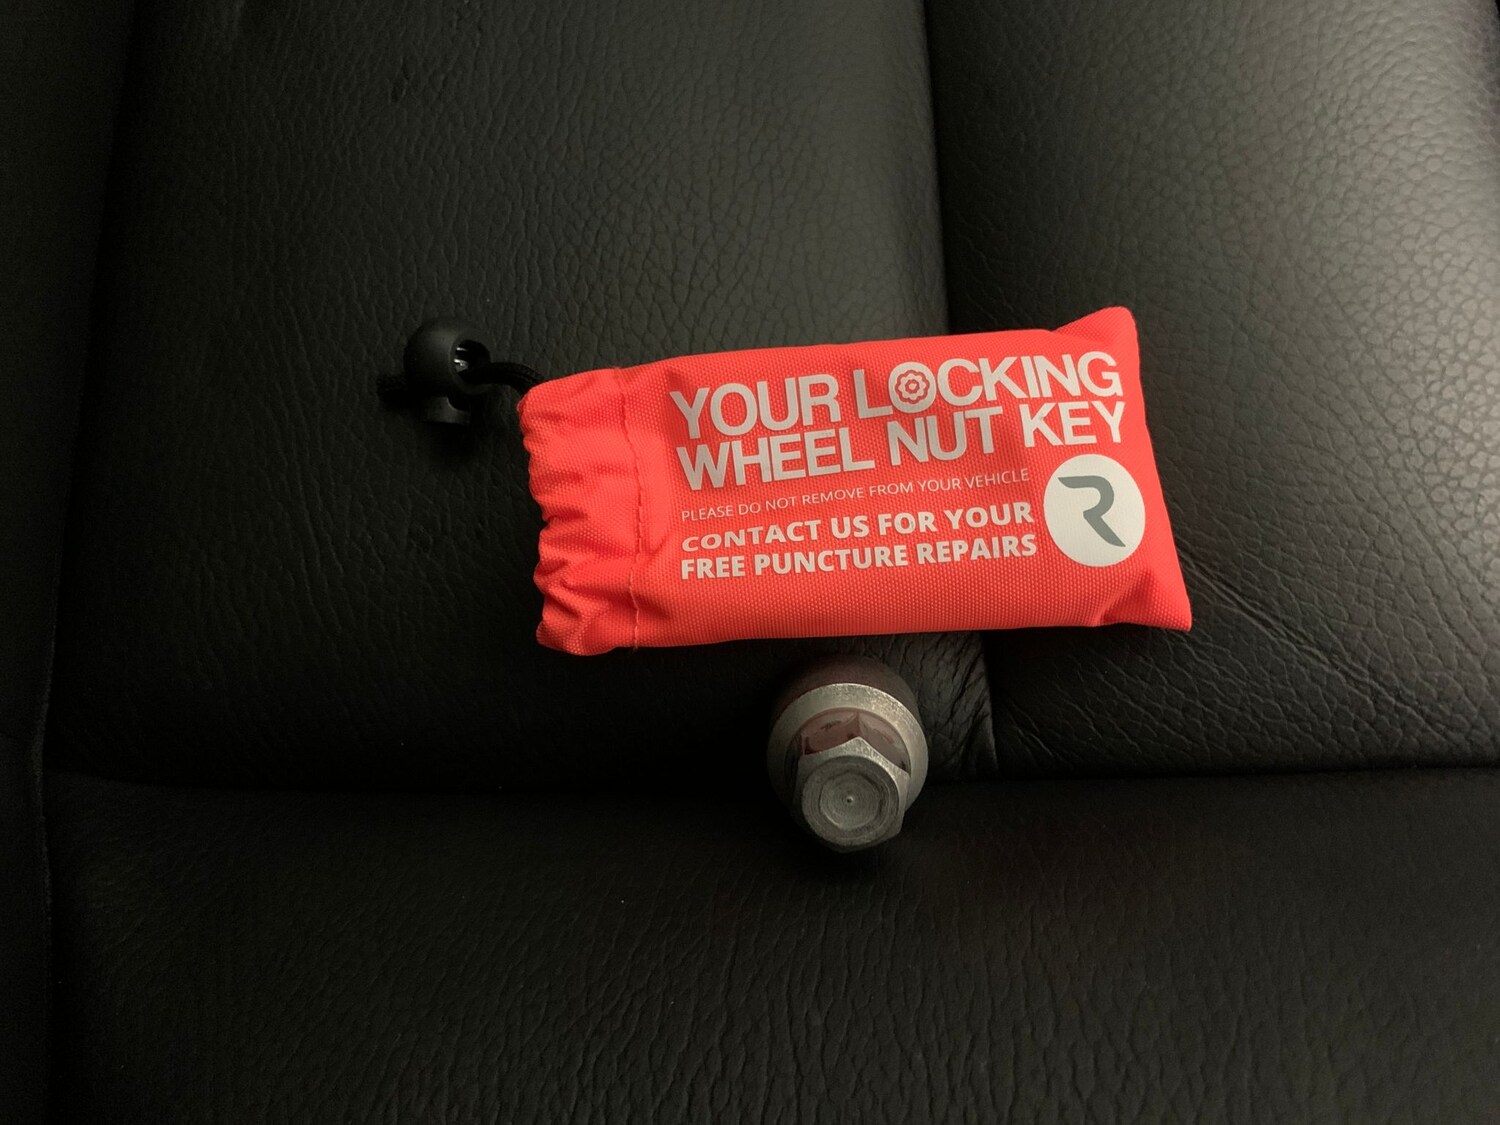 YOUR LOCKING
WHEEL NUT KEY
PLEASE DO NOT REMOVE FROM YOUR VEHICLE
CONTACT US FOR YOUR
FREE PUNCTURE REPAIRS
R